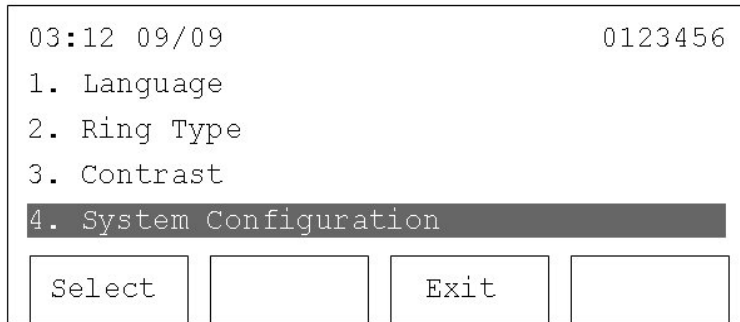 03:12 09/09 0123456
1. Language
2. Ring Type
3. Contrast
4. System Configuration
Select Exit